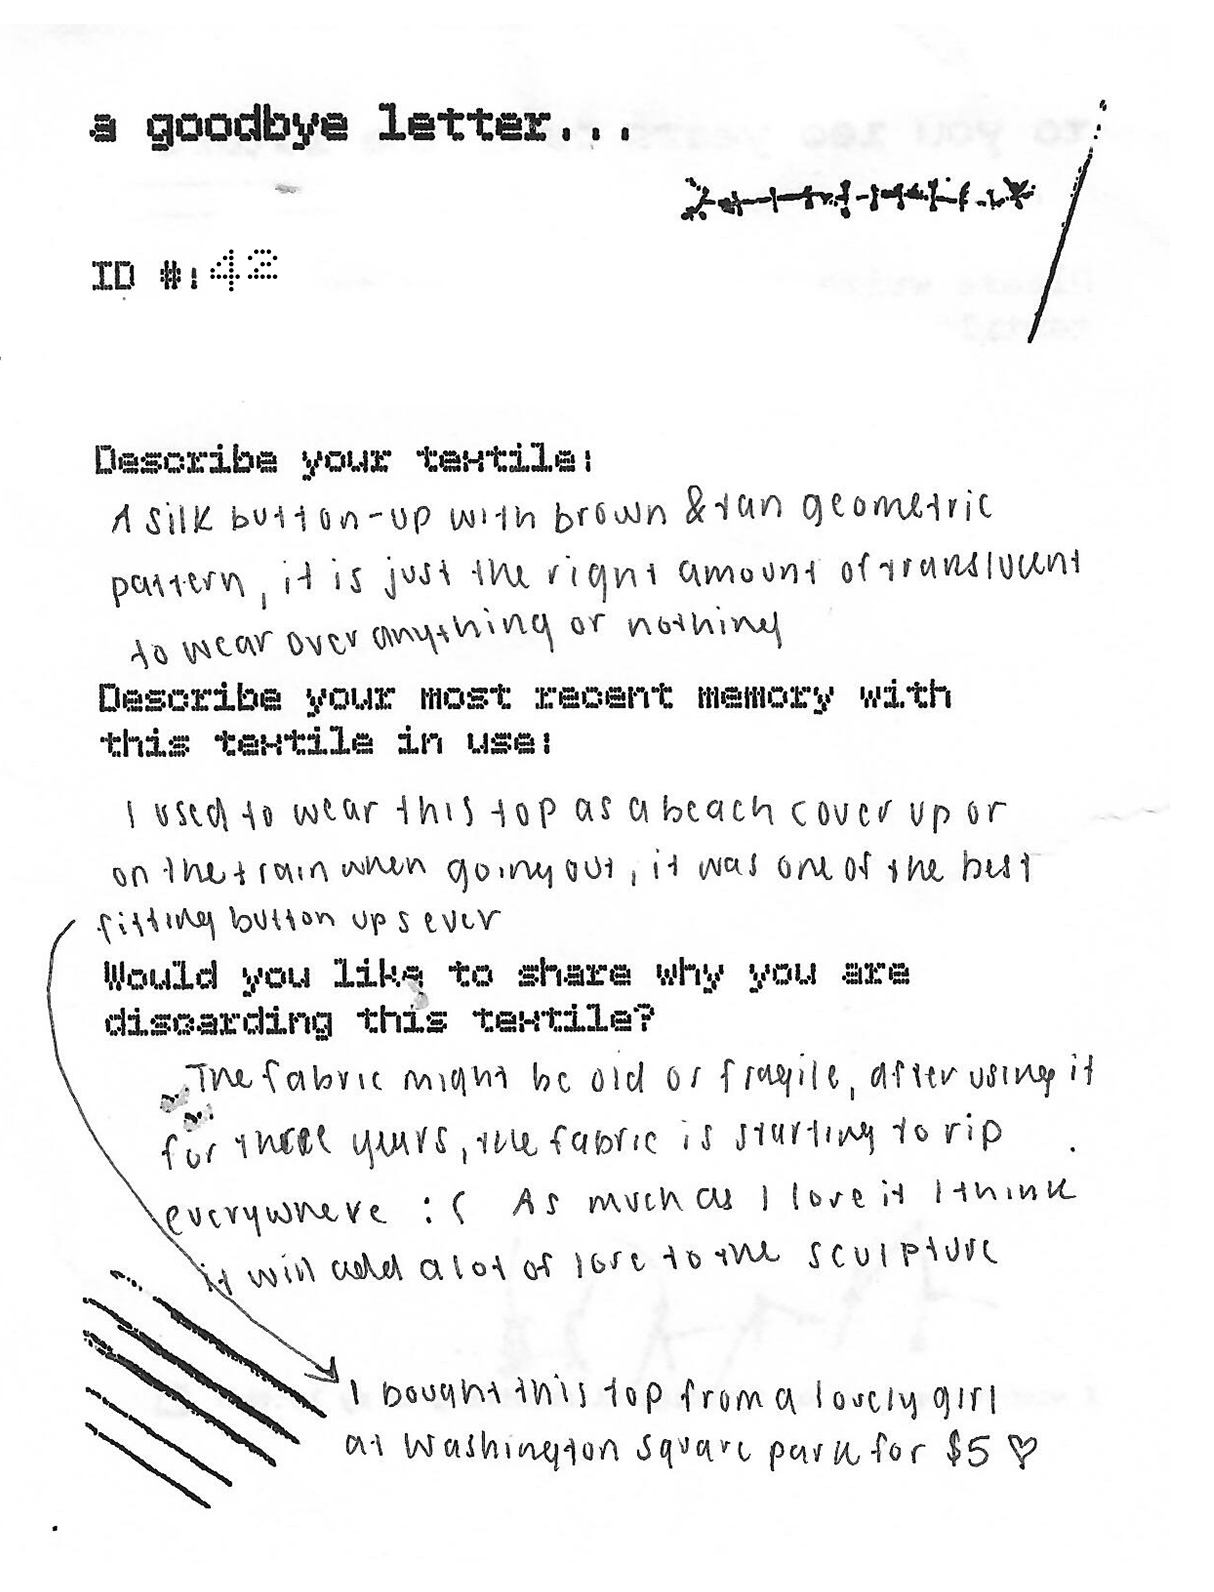 a goodbye letter...
ID #: 42
Describe your textile:
A silk button-up with brown & tan geometric
pattern, it is just the right amount of translucent
to wear over anything or nothing
Describe your most recent memory with
this textile in use:
I used to wear this top as a beach cover up or
on the train when going out, it was one of the best
fitting button ups ever
Would you like to share why you are
discarding this textile?
The fabric might be old or fragile, after using it
for three years, the fabric is starting to rip
everywhere :( As much as I love it I think
it will add a lot of lore to the sculpture
I bought this top from a lovely girl
at Washington square park for $5 ♡